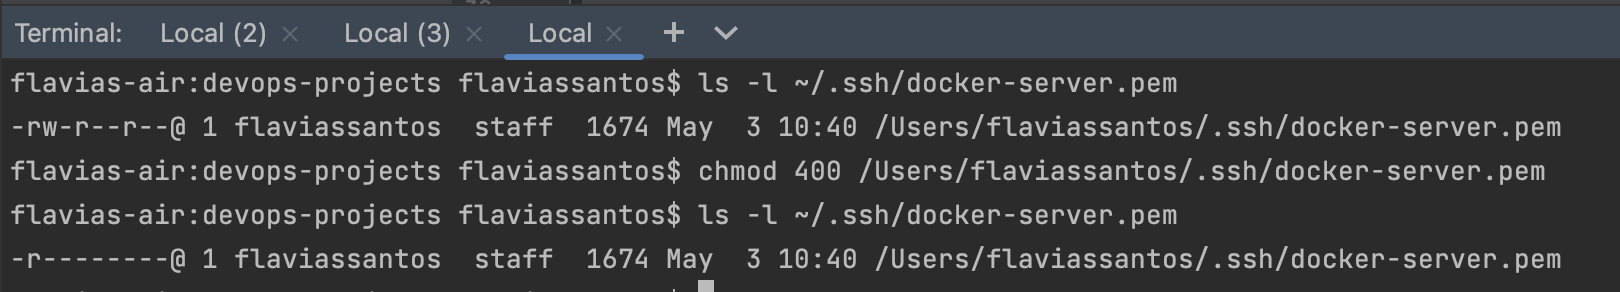 Terminal: Local (2) × Local (3) × Local × +
flavias-air:devops-projects flaviassantos$ ls -l ~/.ssh/docker-server.pem
-rw-r--r--@ 1 flaviassantos  staff  1674 May  3 10:40 /Users/flaviassantos/.ssh/docker-server.pem
flavias-air:devops-projects flaviassantos$ chmod 400 /Users/flaviassantos/.ssh/docker-server.pem
flavias-air:devops-projects flaviassantos$ ls -l ~/.ssh/docker-server.pem
-r--------@ 1 flaviassantos  staff  1674 May  3 10:40 /Users/flaviassantos/.ssh/docker-server.pem